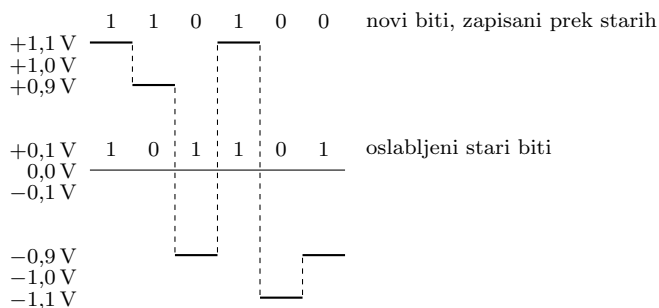 1 1 0 1 0 0 novi biti, zapisani prek starih
+1,1 V
+1,0 V
+0,9 V
+0,1 V 1 0 1 1 0 1 oslabljeni stari biti
0,0 V
−0,1 V
−0,9 V
−1,0 V
−1,1 V